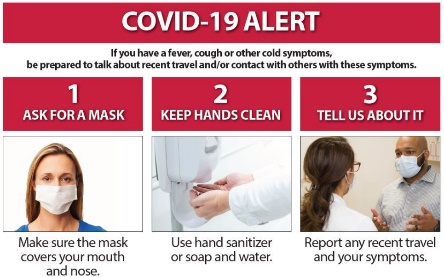 COVID-19 ALERT
If you have a fever, cough or other cold symptoms,
be prepared to talk about recent travel and/or contact with others with these symptoms.
1
ASK FOR A MASK
2
KEEP HANDS CLEAN
3
TELL US ABOUT IT
Make sure the mask
covers your mouth
and nose.
Use hand sanitizer
or soap and water.
Report any recent travel
and your symptoms.